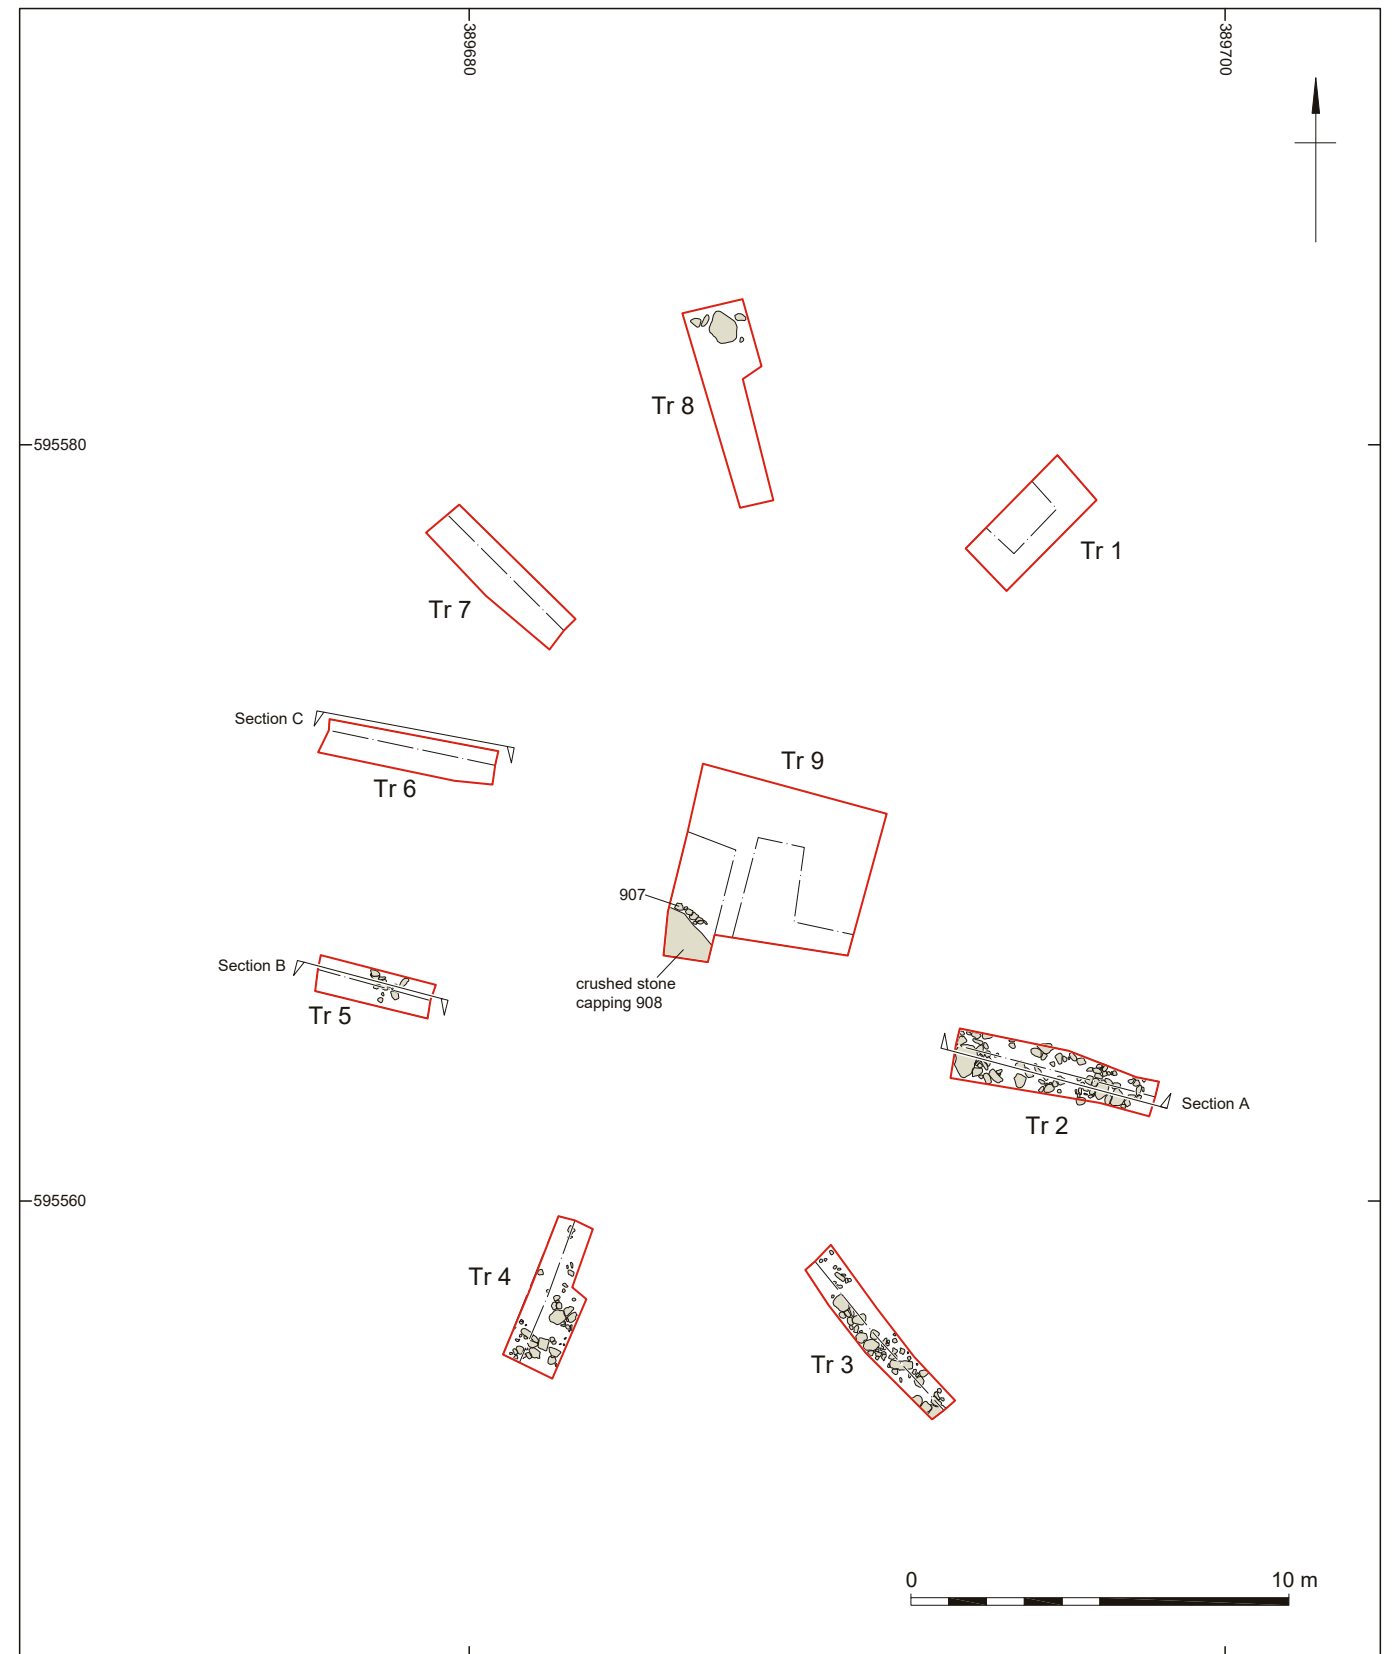 389680
389700
595580
Tr 8
Tr 1
Tr 7
Section C
Tr 6
Tr 9
907
Section B
Tr 5
crushed stone
capping 908
Section A
Tr 2
595560
Tr 4
Tr 3
0
10 m